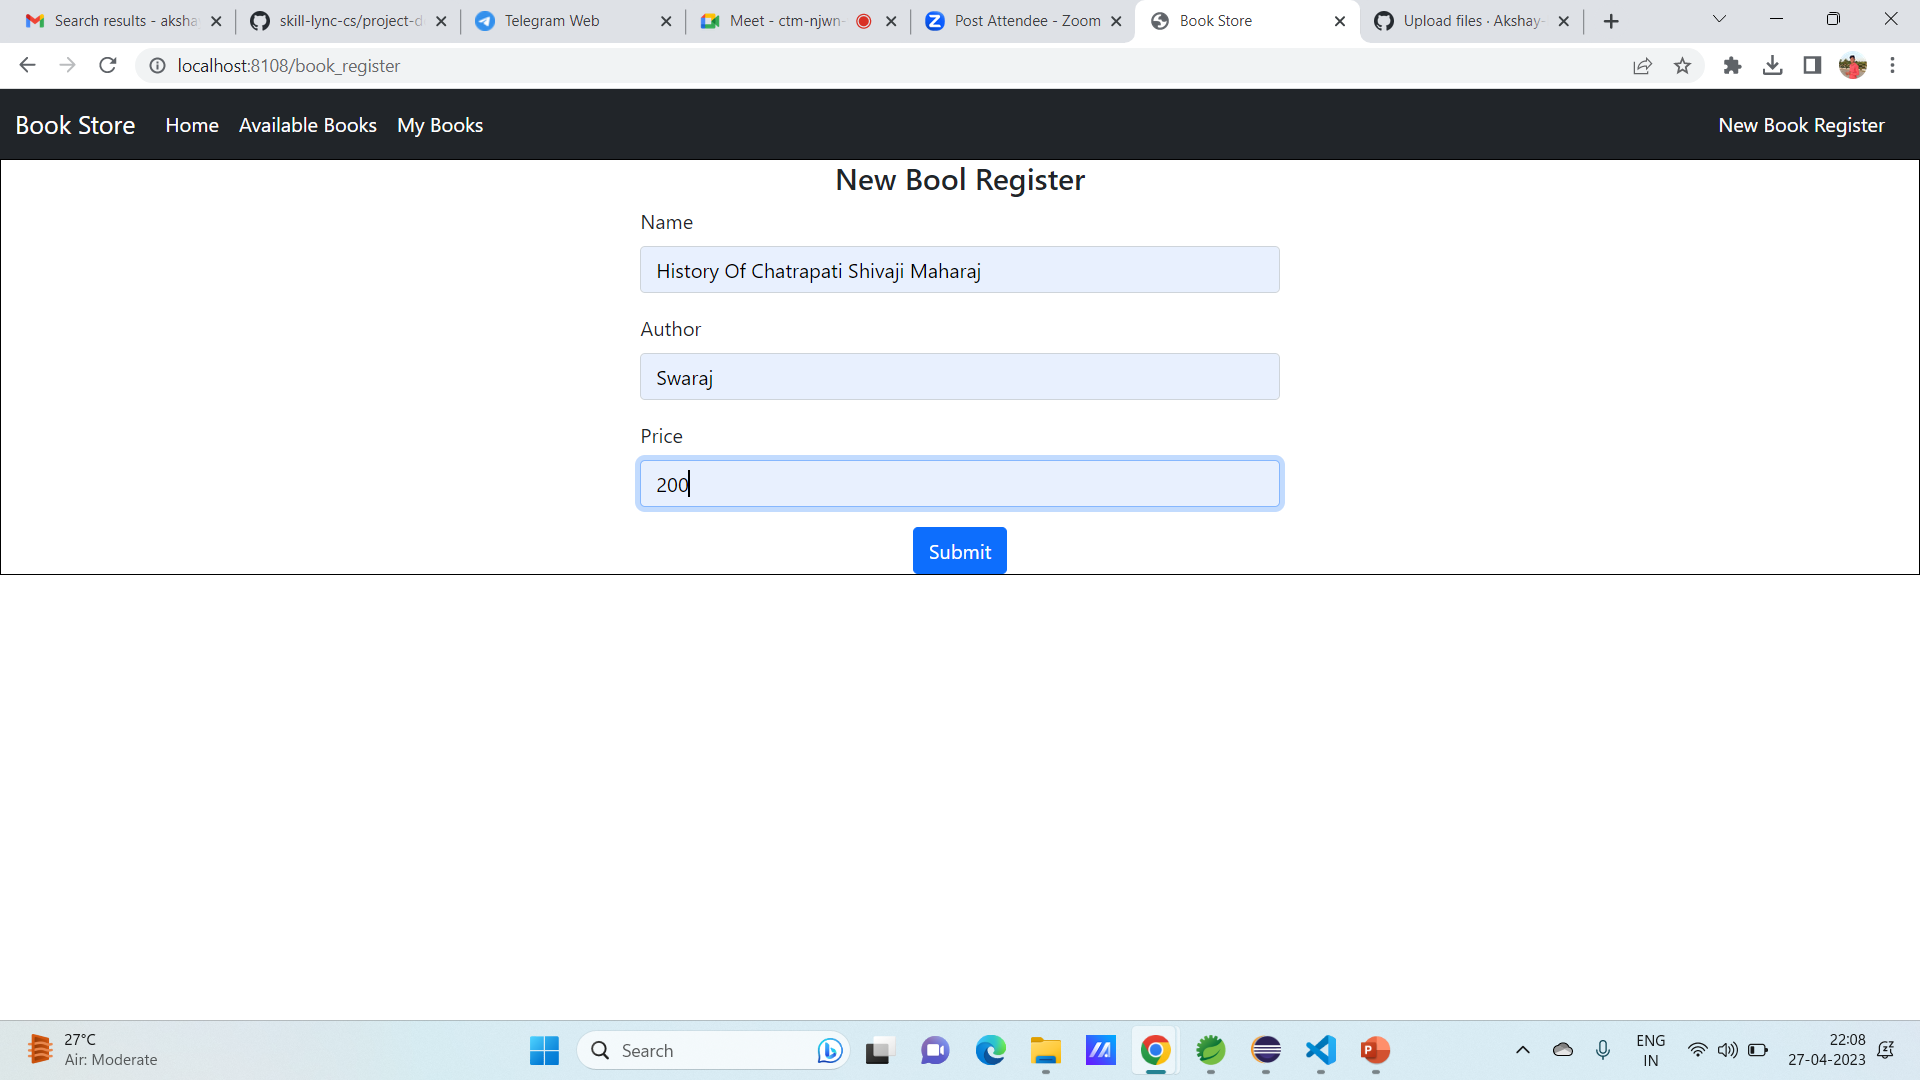 Search results - aksha
skill-lync-cs/project-d
Telegram Web
Meet - ctm-njwn-
Post Attendee - Zoom
Book Store
Upload files · Akshay-
localhost:8108/book_register
Book Store Home Available Books My Books New Book Register
New Bool Register
Name
History Of Chatrapati Shivaji Maharaj
Author
Swaraj
Price
200
Submit
27°C
Air: Moderate
Search
ENG
IN
22:08
27-04-2023